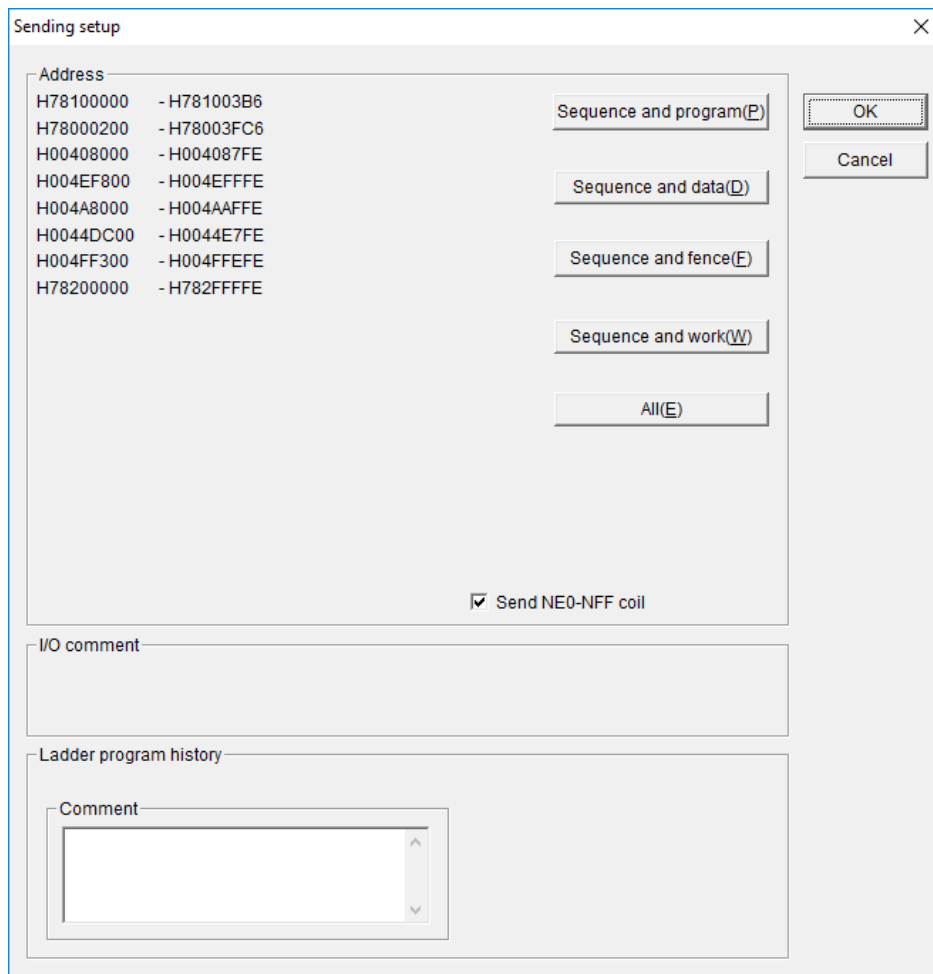 Sending setup
Address
H78100000 - H781003B6
H78000200 - H78003FC6
H00408000 - H004087FE
H004EF800 - H004EFFFE
H004A8000 - H004AAFFE
H0044DC00 - H0044E7FE
H004FF300 - H004FFEFE
H78200000 - H782FFFFE
Sequence and program(P)
Sequence and data(D)
Sequence and fence(F)
Sequence and work(W)
All(E)
Send NE0-NFF coil
OK
Cancel
I/O comment
Ladder program history
Comment